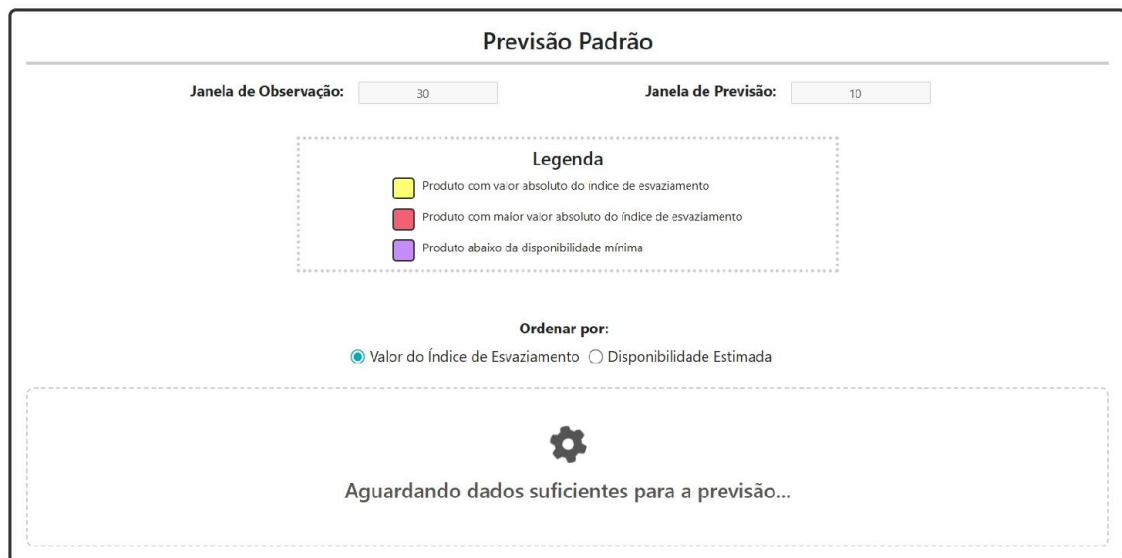 Previsão Padrão
Janela de Observação: 30 Janela de Previsão: 10
Legenda
Produto com valor absoluto do índice de esvaziamento
Produto com maior valor absoluto do índice de esvaziamento
Produto abaixo da disponibilidade mínima
Ordenar por:
Valor do Índice de Esvaziamento Disponibilidade Estimada
Aguardando dados suficientes para a previsão...